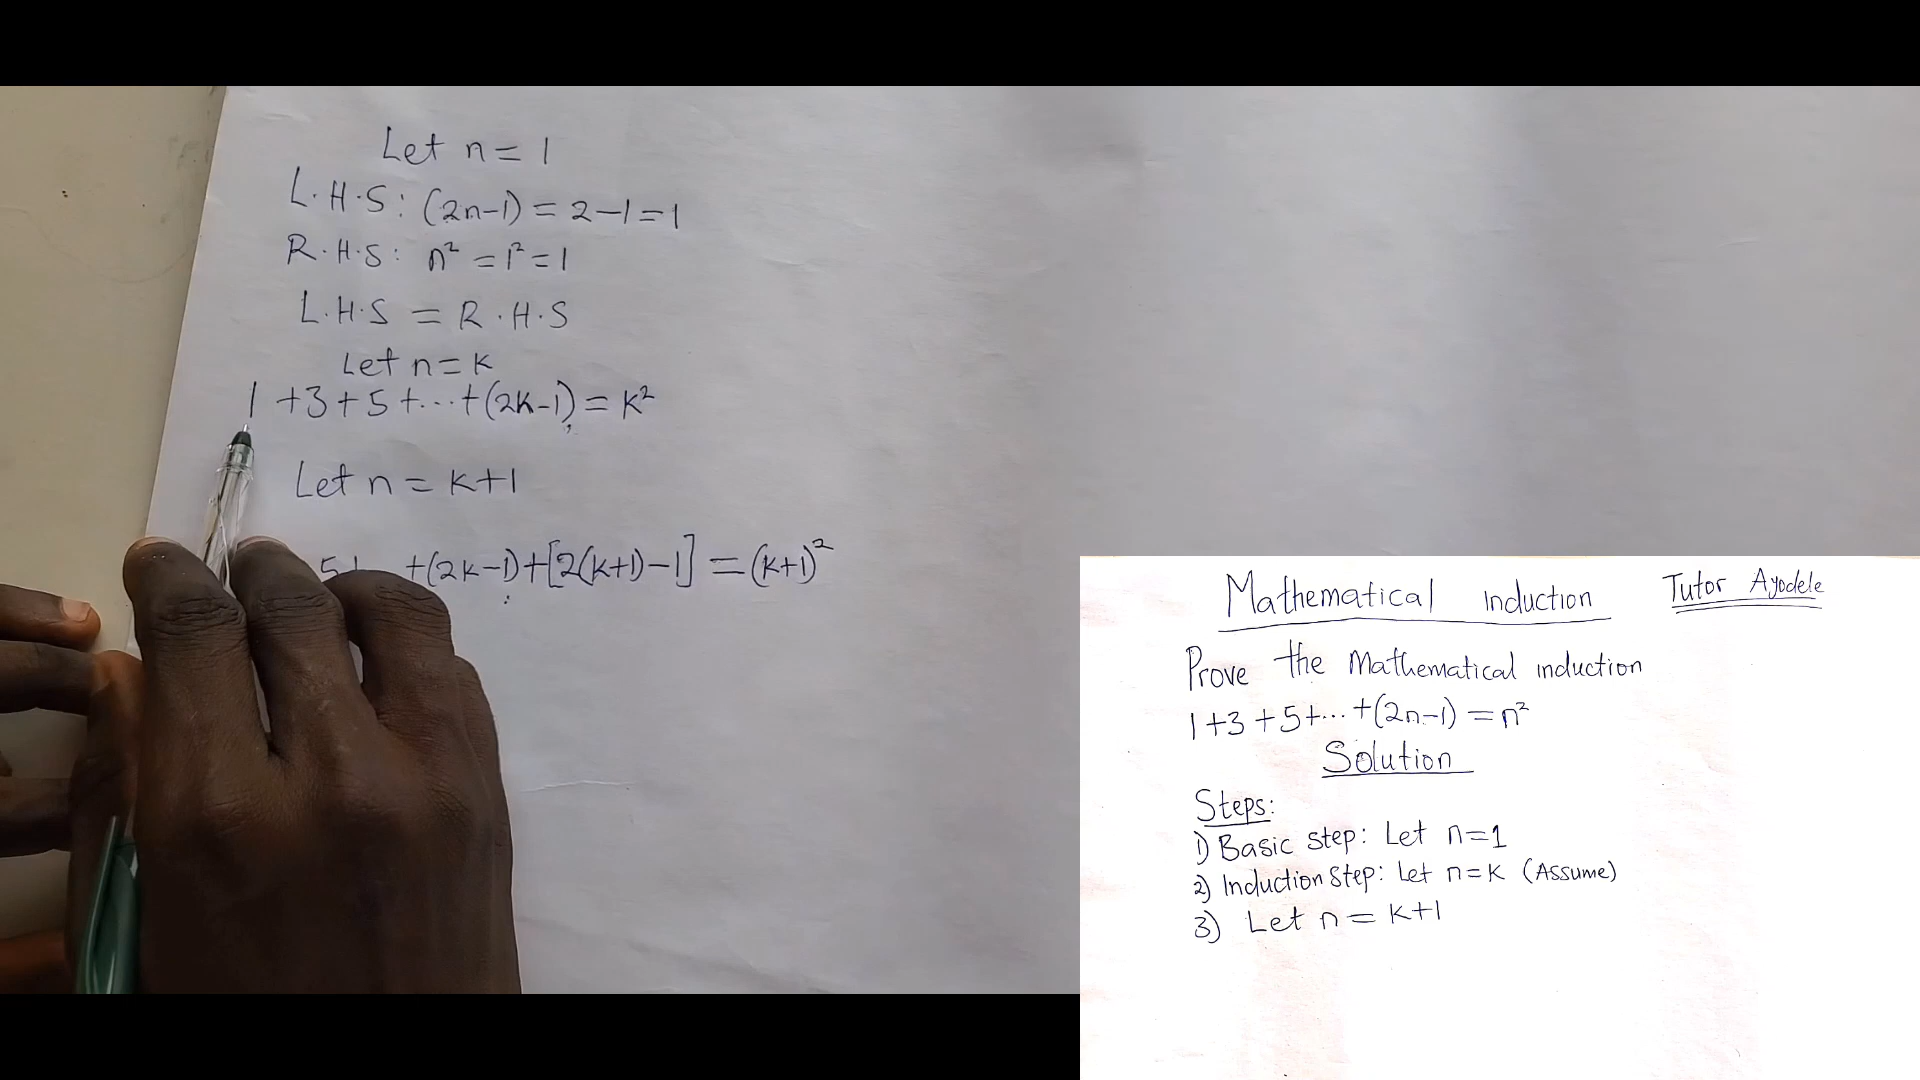 Let n = 1
L.H.S: (2n-1) = 2-1 = 1
R.H.S: n² = 1² = 1
L.H.S = R.H.S
Let n = k
1 +3+5+...+(2k-1) = k²
Let n = k+1
5+ +(2k-1)+[2(k+1)-1] = (k+1)²
Mathematical induction
Tutor Ayodele
Prove the Mathematical induction
1+3+5+...+(2n-1) = n²
Solution
Steps:
1) Basic step: Let n=1
2) Induction Step: Let n=k (Assume)
3) Let n = k+1